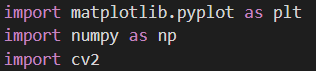 import matplotlib.pyplot as plt
import numpy as np
import cv2